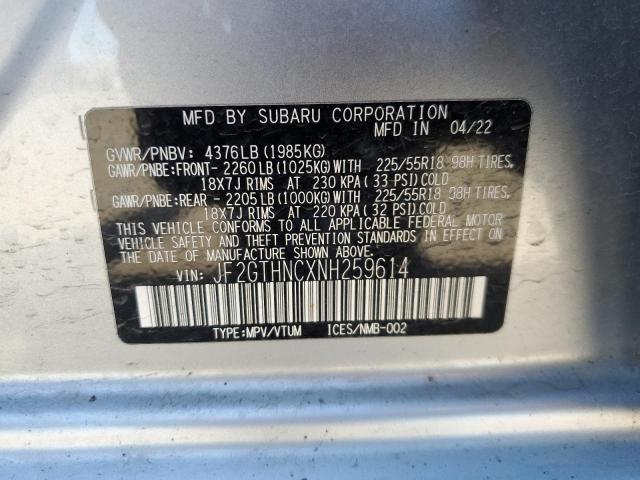 MFD BY SUBARU CORPORATION
MFD IN 04/22
GVWR/PNBV: 4376LB(1985KG)
GAWR/PNBE:FRONT- 2260LB(1025KG)WITH 225/55R18 98H TIRES,
18X7J RIMS AT 230 KPA(33 PSI)COLD
GAWR/PNBE:REAR - 2205LB(1000KG)WITH 225/55R18 98H TIRES,
18X7J RIMS AT 220 KPA(32 PSI)COLD
THIS VEHICLE CONFORMS TO ALL APPLICABLE FEDERAL MOTOR
VEHICLE SAFETY AND THEFT PREVENTION STANDARDS IN EFFECT ON
THE DATE OF MANUFACTURE SHOWN ABOVE.
VIN: JF2GTHNCXNH259614
TYPE:MPV/VTUM ICES/NMB-002